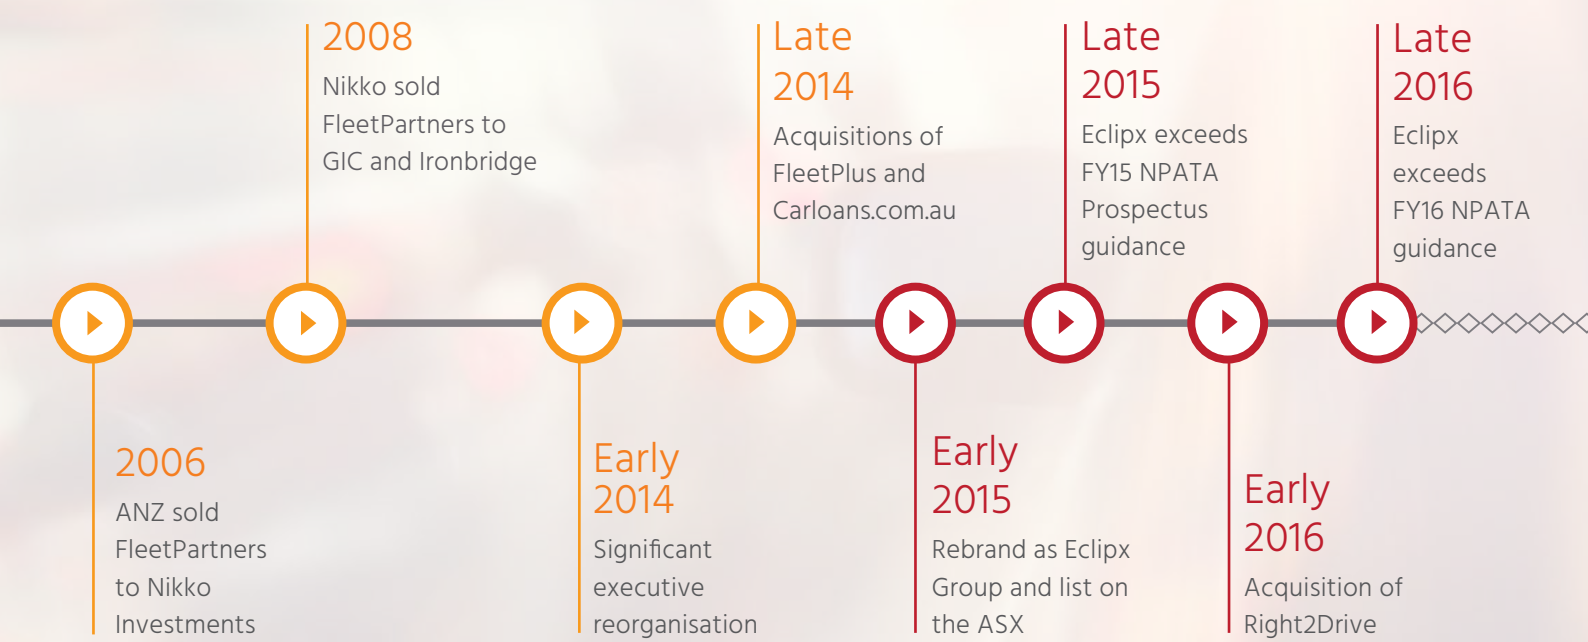 2008
Nikko sold
FleetPartners to
GIC and Ironbridge
Late
2014
Acquisitions of
FleetPlus and
Carloans.com.au
Late
2015
Eclipx exceeds
FY15 NPATA
Prospectus
guidance
Late
2016
Eclipx
exceeds
FY16 NPATA
guidance
2006
ANZ sold
FleetPartners
to Nikko
Investments
Early
2014
Significant
executive
reorganisation
Early
2015
Rebrand as Eclipx
Group and list on
the ASX
Early
2016
Acquisition of
Right2Drive